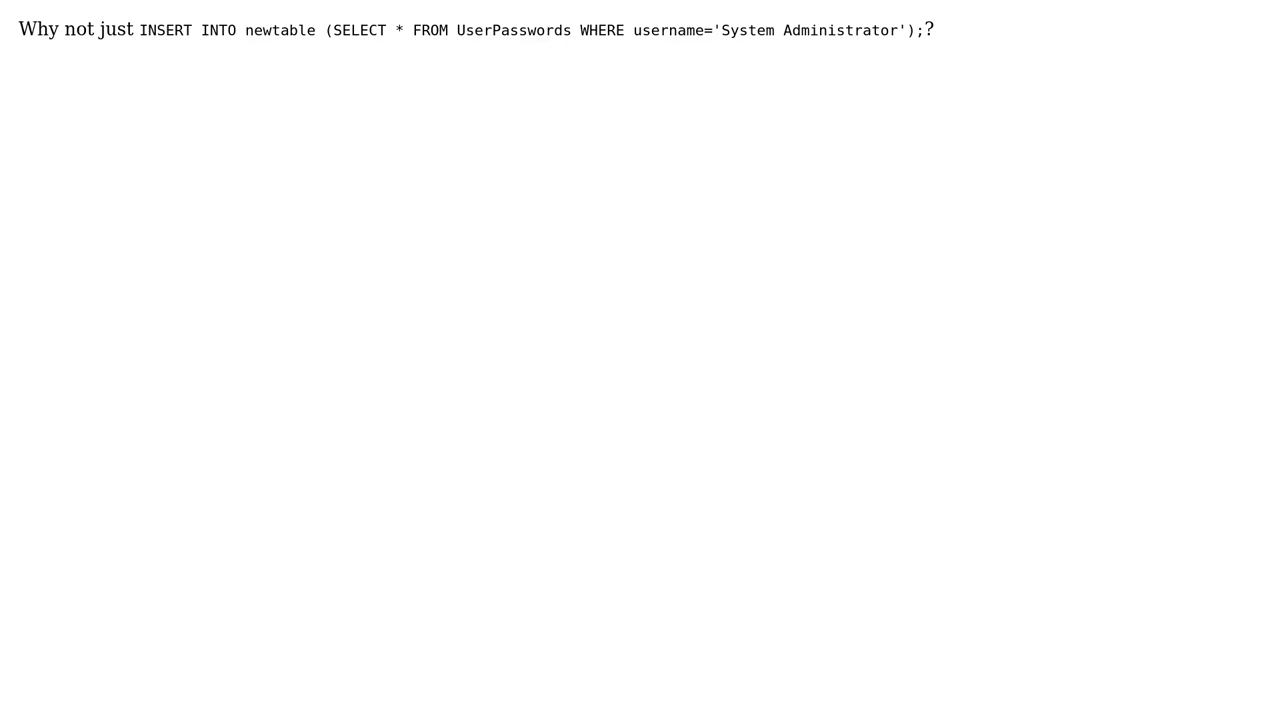 Why not just INSERT INTO newtable (SELECT * FROM UserPasswords WHERE username='System Administrator');?